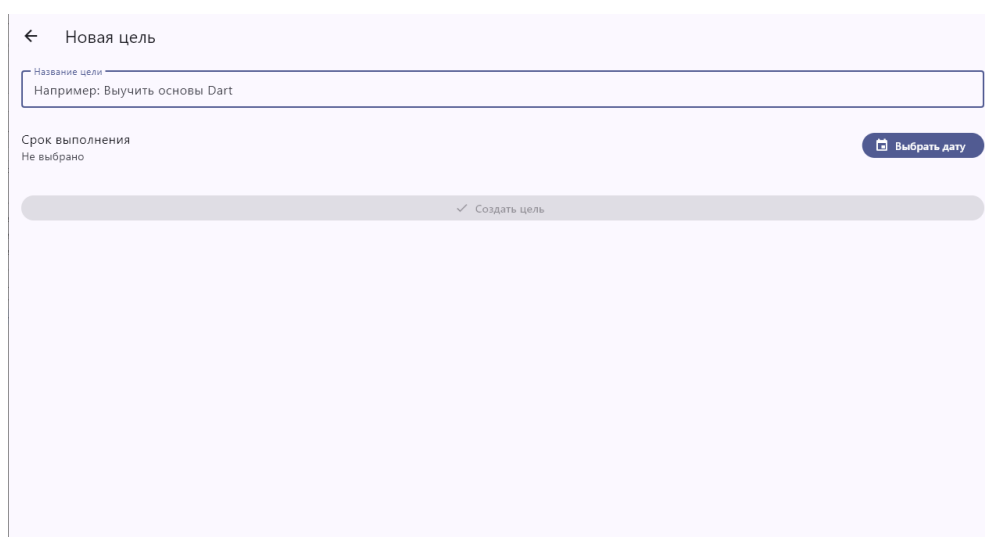 Новая цель
Название цели
Например: Выучить основы Dart
Срок выполнения
Не выбрано
Выбрать дату
Создать цель